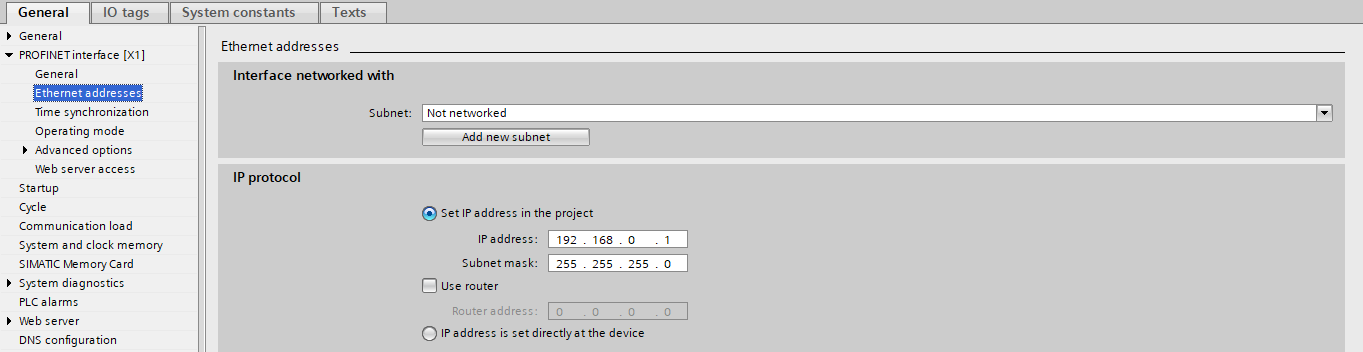 General IO tags System constants Texts
General
PROFINET interface [X1]
General
Ethernet addresses
Time synchronization
Operating mode
Advanced options
Web server access
Startup
Cycle
Communication load
System and clock memory
SIMATIC Memory Card
System diagnostics
PLC alarms
Web server
DNS configuration
Ethernet addresses
Interface networked with
Subnet: Not networked
Add new subnet
IP protocol
Set IP address in the project
IP address: 192 . 168 . 0 . 1
Subnet mask: 255 . 255 . 255 . 0
Use router
Router address: 0 . 0 . 0 . 0
IP address is set directly at the device